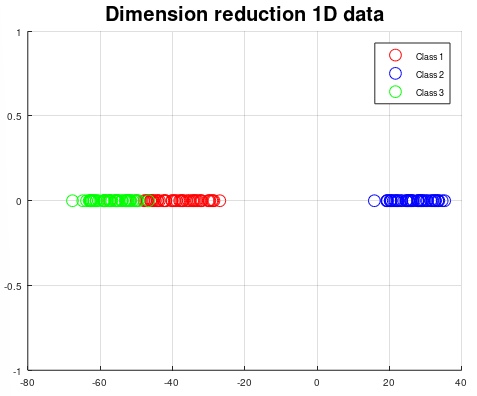 Dimension reduction 1D data
1
Class 1
Class 2
Class 3
0.5
0
-0.5
-1
-80 -60 -40 -20 0 20 40